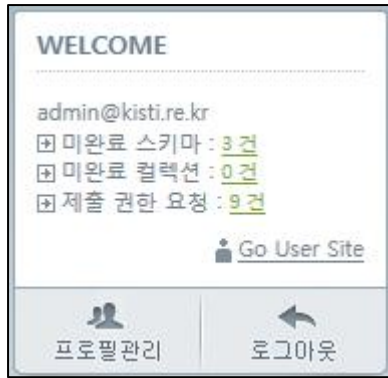 WELCOME
admin@kisti.re.kr
미완료 스키마 : 3 건
미완료 컬렉션 : 0 건
제출 권한 요청 : 9 건
Go User Site
프로필관리 로그아웃